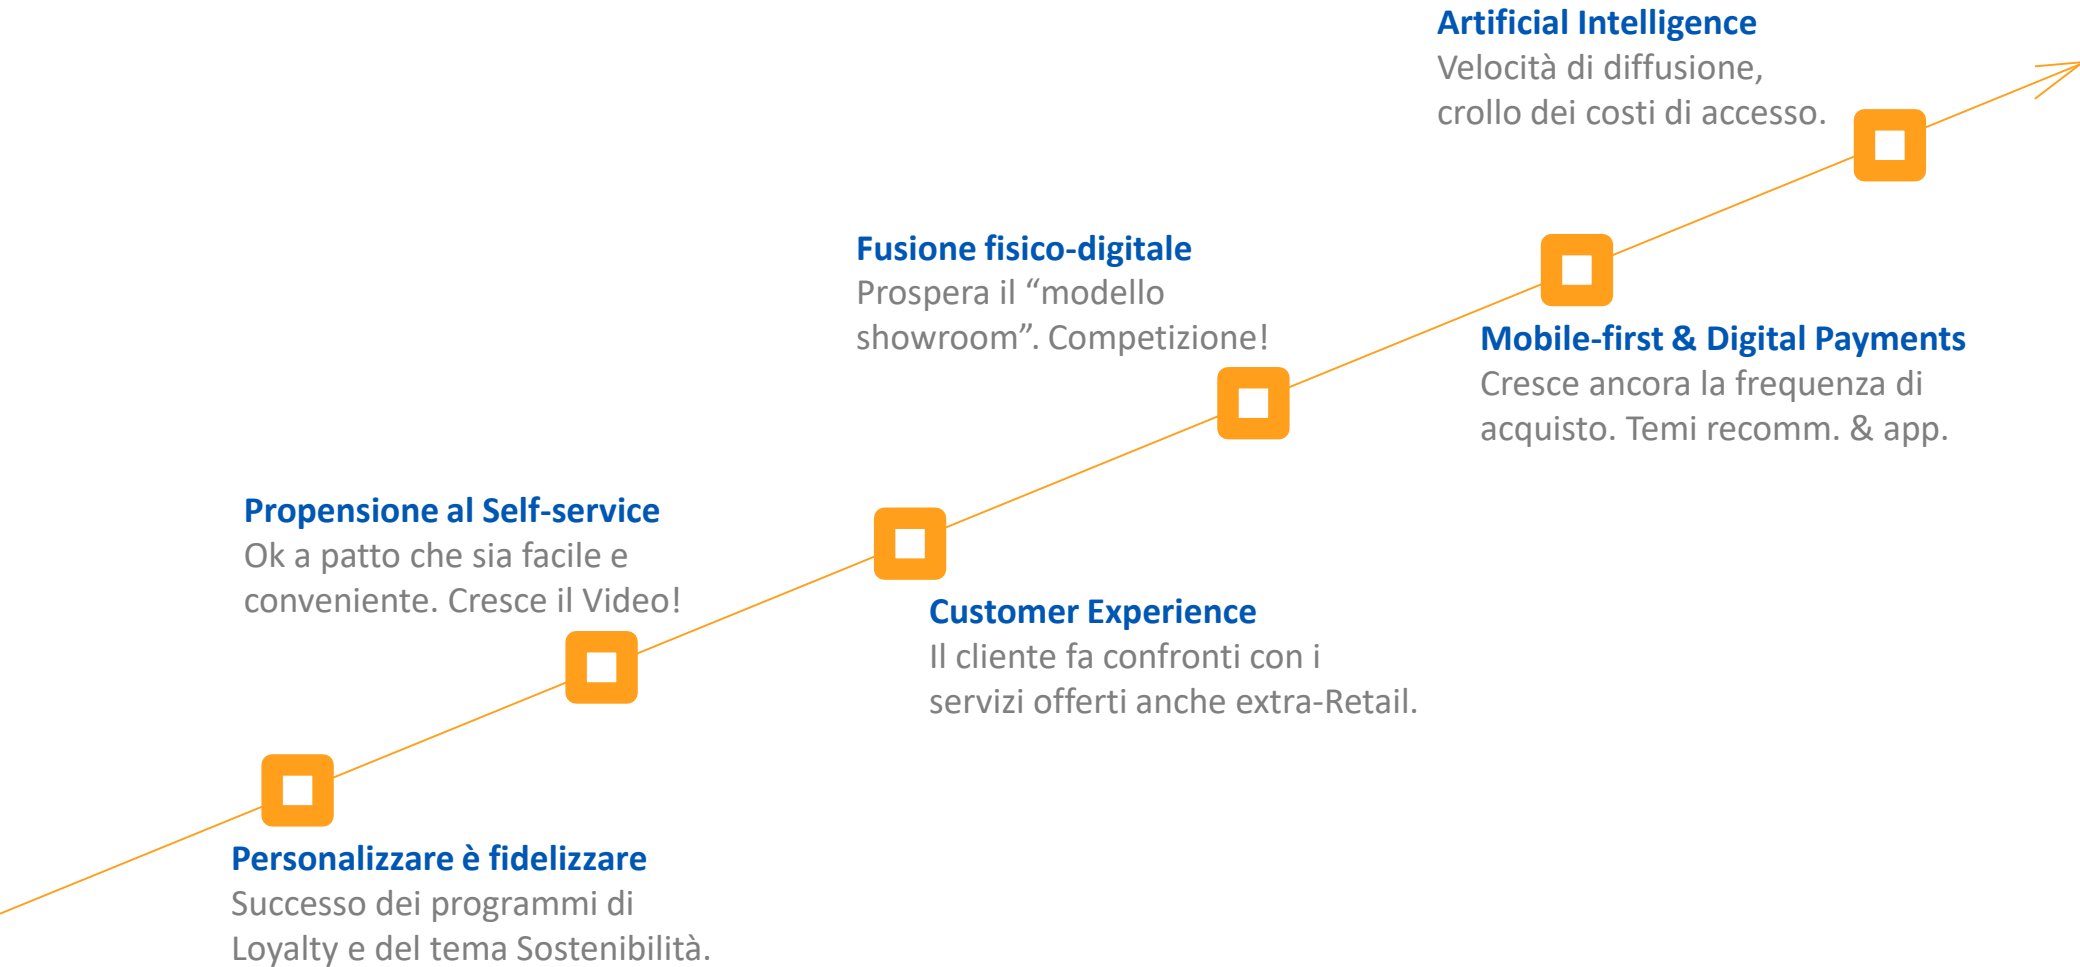 Artificial Intelligence
Velocità di diffusione,
crollo dei costi di accesso.
Fusione fisico-digitale
Prospera il “modello
showroom”. Competizione!
Mobile-first & Digital Payments
Cresce ancora la frequenza di
acquisto. Temi recomm. & app.
Propensione al Self-service
Ok a patto che sia facile e
conveniente. Cresce il Video!
Customer Experience
Il cliente fa confronti con i
servizi offerti anche extra-Retail.
Personalizzare è fidelizzare
Successo dei programmi di
Loyalty e del tema Sostenibilità.